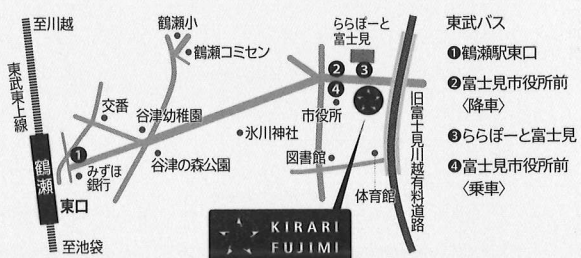 至川越
東武東上線
鶴瀬
東口
至池袋
❶
みずほ
銀行
交番
谷津幼稚園
谷津の森公園
鶴瀬小
鶴瀬コミセン
氷川神社
ららぽーと
富士見
❷
❸
❹
市役所
図書館
体育館
旧富士見川越有料道路
KIRARI
FUJIMI
東武バス
❶鶴瀬駅東口
❷富士見市役所前
〈降車〉
❸ららぽーと富士見
❹富士見市役所前
〈乗車〉